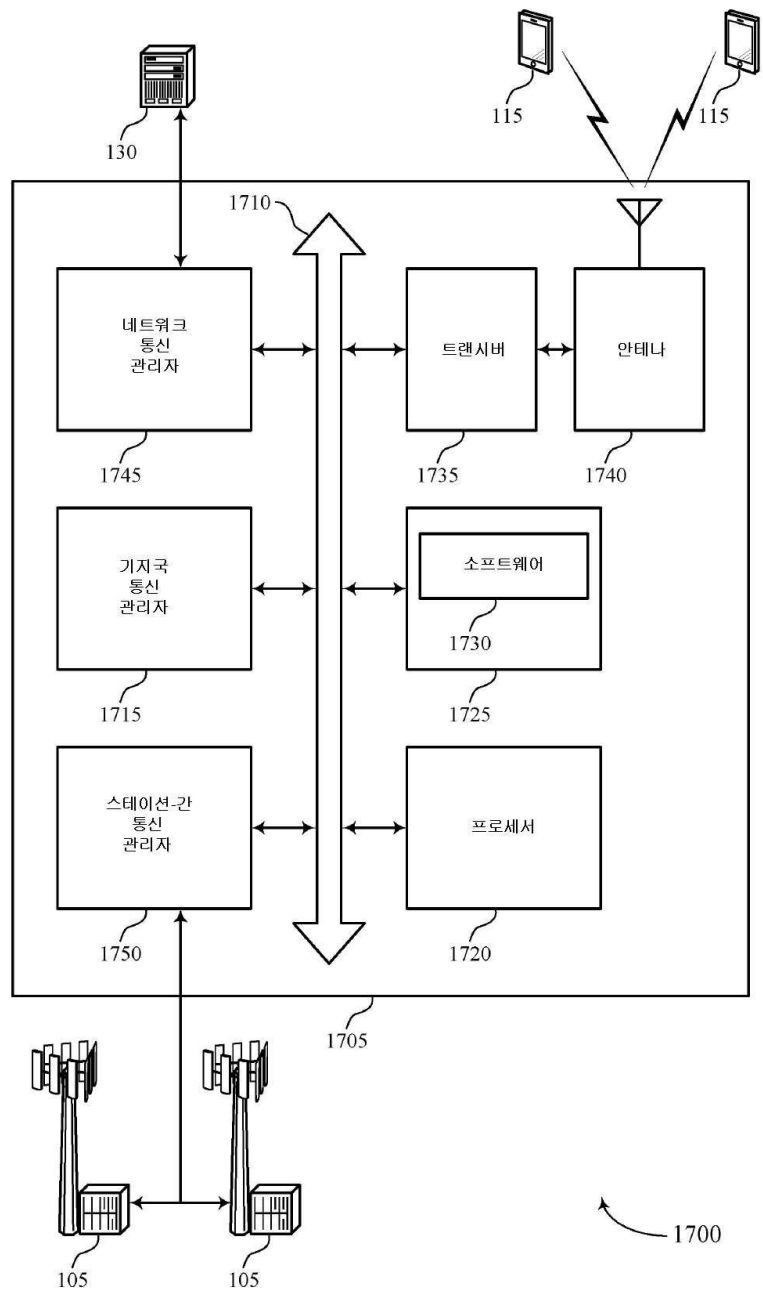 130
115
115
1710
네트워크
통신
관리자
트랜시버
안테나
1745
1735
1740
기지국
통신
관리자
소프트웨어
1730
1715
1725
스테이션-간
통신
관리자
프로세서
1750
1720
1705
105
105
1700